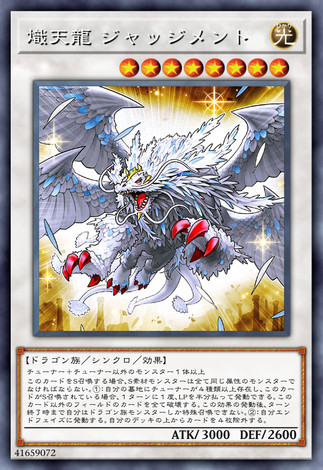 熾天龍 ジャッジメント
光
【ドラゴン族／シンクロ／効果】
チューナー＋チューナー以外のモンスター１体以上
このカードをS召喚する場合、S素材モンスターは全て同じ属性のモンスター
でなければならない。①：自分の墓地にチューナーが４種類以上存在し、このカ
ードがS召喚されている場合、１ターンに１度、LPを半分払って発動できる。この
カード以外のフィールドのカードを全て破壊する。この効果の発動後、ターン
終了時まで自分はドラゴン族モンスターしか特殊召喚できない。②：自分エン
ドフェイズに発動する。自分のデッキの上からカードを４枚除外する。
ATK/ 3000 DEF/2600
41659072